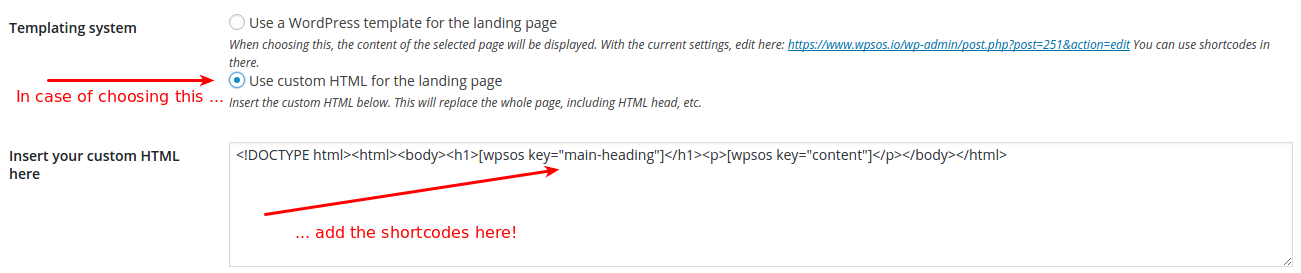 Templating system
Use a WordPress template for the landing page
When choosing this, the content of the selected page will be displayed. With the current settings, edit here: https://www.wpsos.io/wp-admin/post.php?post=251&action=edit You can use shortcodes in
there.
Use custom HTML for the landing page
In case of choosing this ...
Insert the custom HTML below. This will replace the whole page, including HTML head, etc.
Insert your custom HTML
here
<!DOCTYPE html><html><body><h1>[wpsos key="main-heading"]</h1><p>[wpsos key="content"]</p></body></html>
... add the shortcodes here!